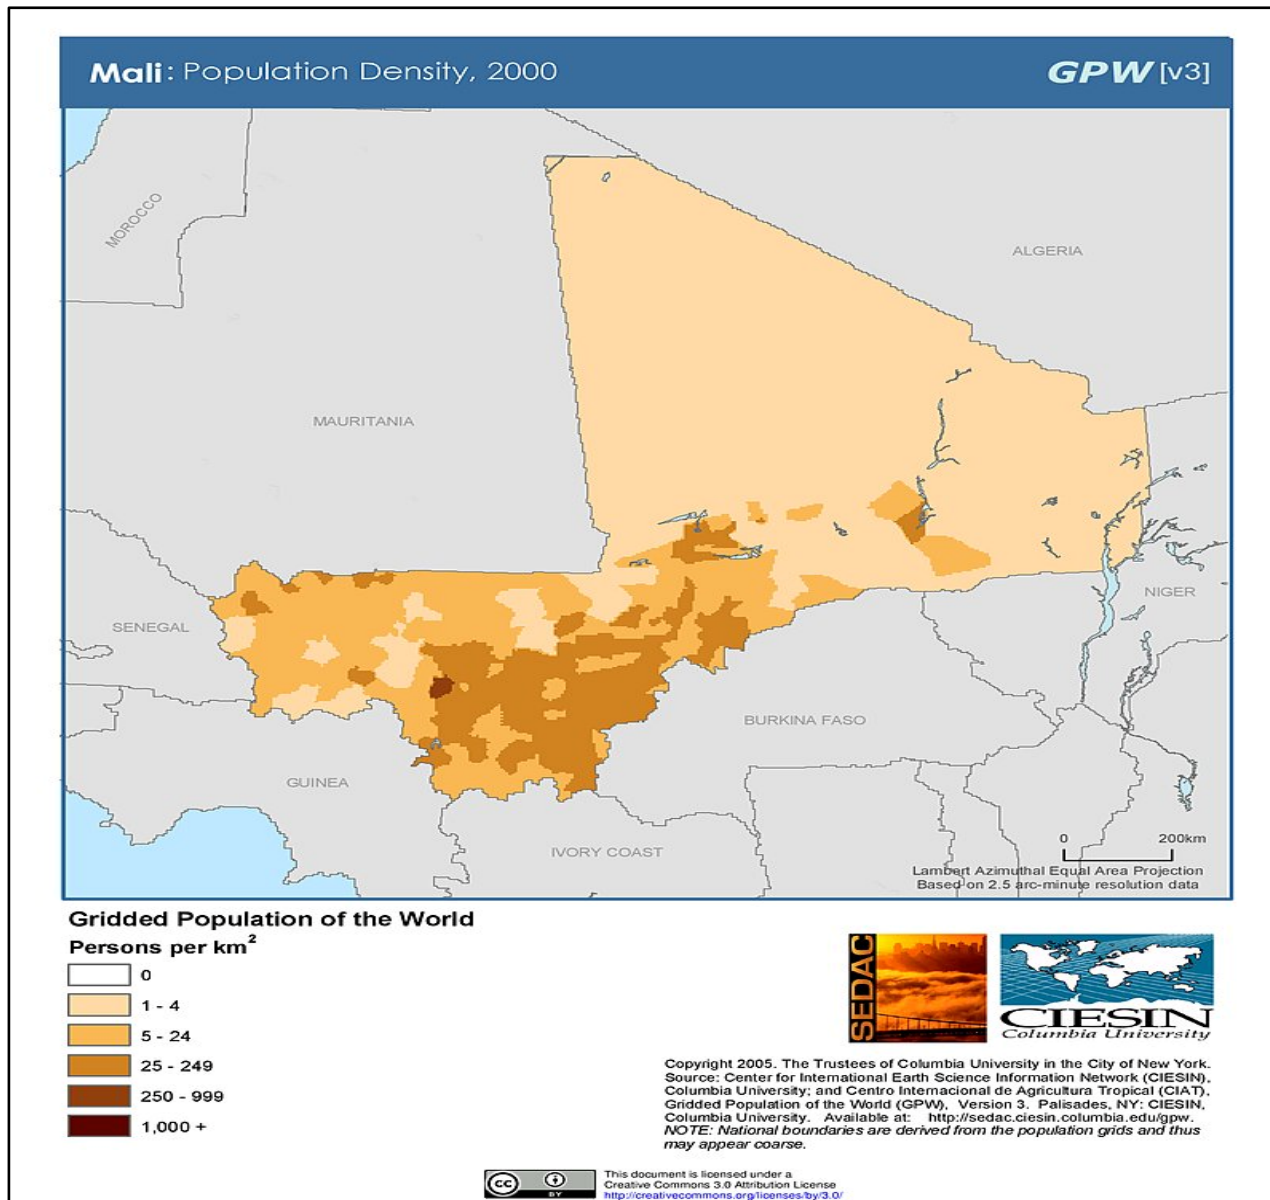 Mali: Population Density, 2000
GPW [v3]
MOROCCO
ALGERIA
MAURITANIA
SENEGAL
NIGER
BURKINA FASO
GUINEA
IVORY COAST
0 200km
Lambert Azimuthal Equal Area Projection
Based on 2.5 arc-minute resolution data
Gridded Population of the World
Persons per km²
0
1 - 4
5 - 24
25 - 249
250 - 999
1,000 +
SEDAC
CIESIN
Columbia University
Copyright 2005. The Trustees of Columbia University in the City of New York.
Source: Center for International Earth Science Information Network (CIESIN),
Columbia University; and Centro Internacional de Agricultura Tropical (CIAT),
Gridded Population of the World (GPW), Version 3. Palisades, NY: CIESIN,
Columbia University. Available at: http://sedac.ciesin.columbia.edu/gpw.
NOTE: National boundaries are derived from the population grids and thus
may appear coarse.
cc BY
This document is licensed under a
Creative Commons 3.0 Attribution License
http://creativecommons.org/licenses/by/3.0/